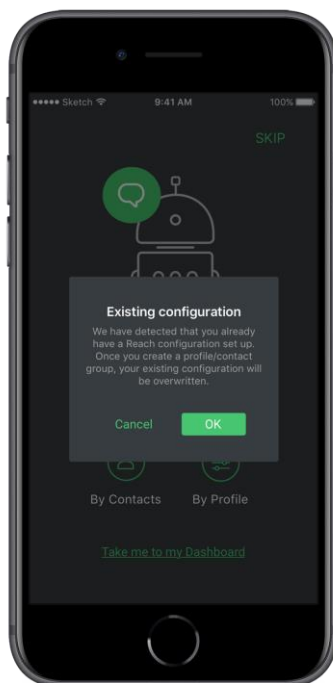 ●●●●● Sketch 9:41 AM 100%
SKIP
Existing configuration
We have detected that you already
have a Reach configuration set up.
Once you create a profile/contact
group, your existing configuration will
be overwritten.
Cancel OK
By Contacts By Profile
Take me to my Dashboard